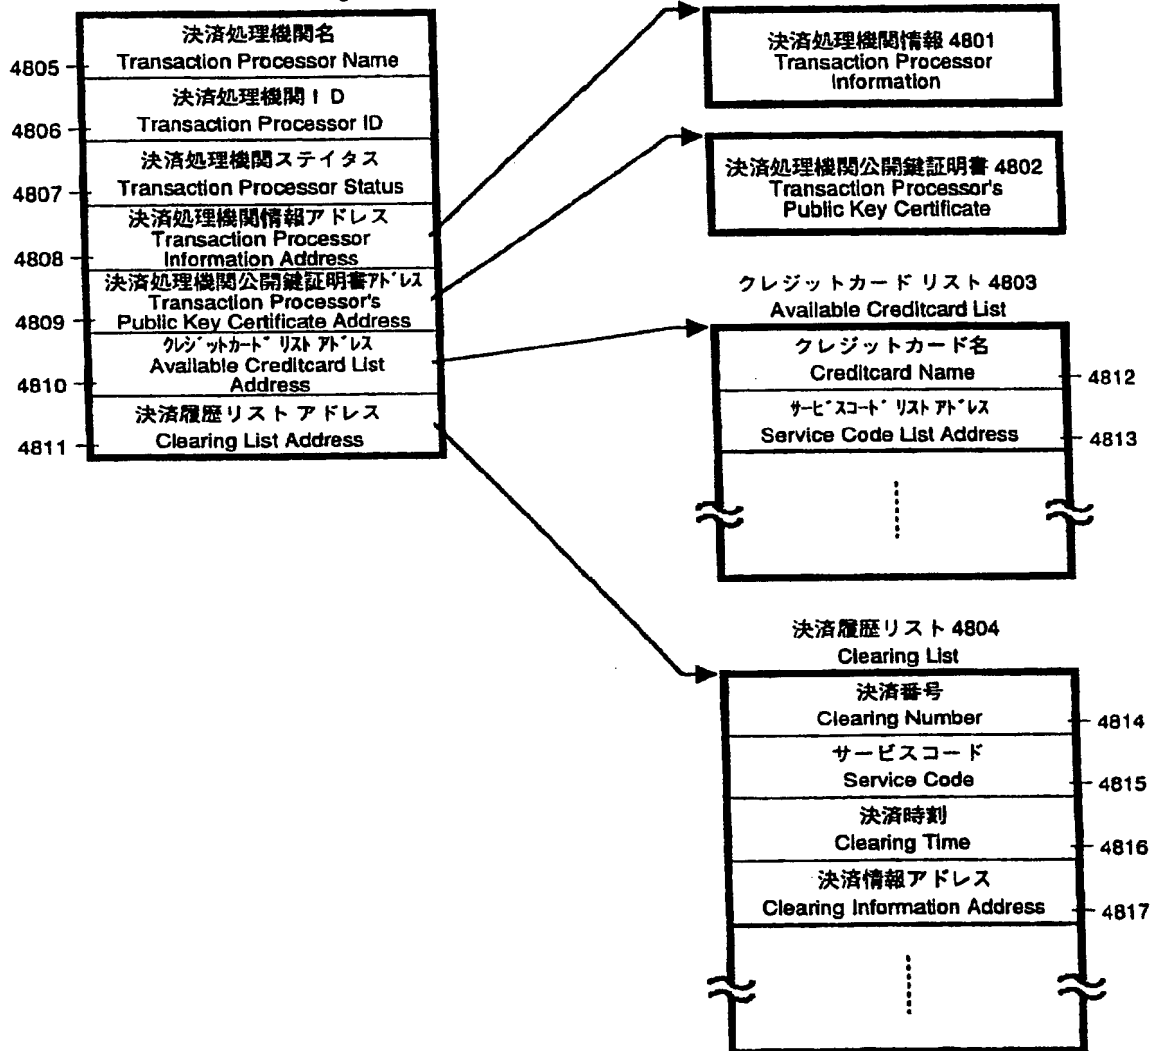 決済処理機関名
Transaction Processor Name
4805
決済処理機関ID
Transaction Processor ID
4806
決済処理機関ステイタス
Transaction Processor Status
4807
決済処理機関情報アドレス
Transaction Processor
Information Address
4808
決済処理機関公開鍵証明書アドレス
Transaction Processor's
Public Key Certificate Address
4809
クレジットカード リスト アドレス
Available Creditcard List
Address
4810
決済履歴リスト アドレス
Clearing List Address
4811
決済処理機関情報 4801
Transaction Processor
Information
決済処理機関公開鍵証明書 4802
Transaction Processor's
Public Key Certificate
クレジットカード リスト 4803
Available Creditcard List
クレジットカード名
Creditcard Name
4812
サービスコード リスト アドレス
Service Code List Address
4813
決済履歴リスト 4804
Clearing List
決済番号
Clearing Number
4814
サービスコード
Service Code
4815
決済時刻
Clearing Time
4816
決済情報アドレス
Clearing Information Address
4817